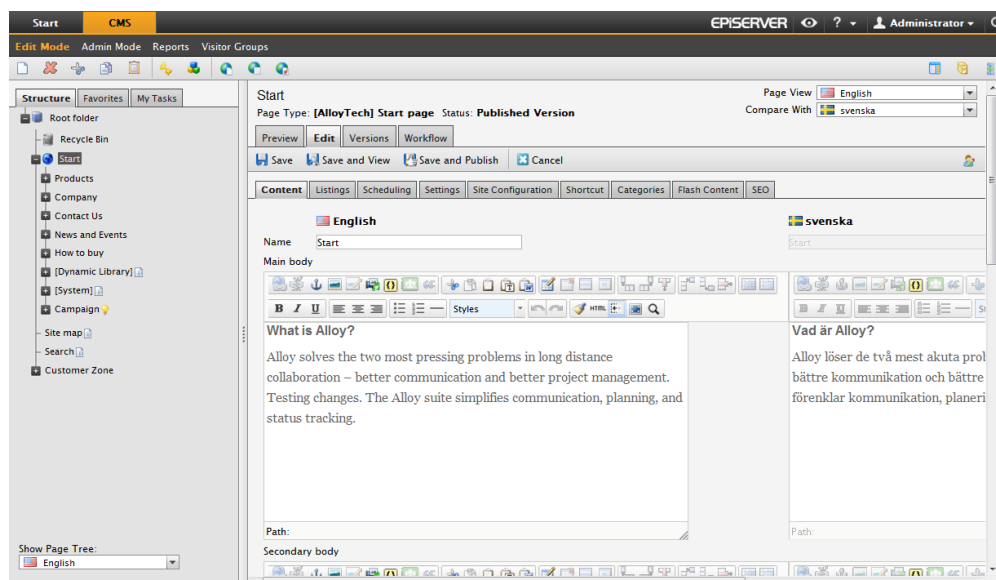 Start CMS EPiSERVER ? Administrator
Edit Mode Admin Mode Reports Visitor Groups
Structure Favorites My Tasks
Root folder
Recycle Bin
Start
Products
Company
Contact Us
News and Events
How to buy
[Dynamic Library]
[System]
Campaign
Site map
Search
Customer Zone
Show Page Tree:
English
Start
Page View English
Page Type: [AlloyTech] Start page Status: Published Version
Compare With svenska
Preview Edit Versions Workflow
Save Save and View Save and Publish Cancel
Content Listings Scheduling Settings Site Configuration Shortcut Categories Flash Content SEO
English svenska
Name Start Start
Main body
B I U Styles HTML B I U
What is Alloy?
Alloy solves the two most pressing problems in long distance
collaboration – better communication and better project management.
Testing changes. The Alloy suite simplifies communication, planning, and
status tracking.
Path:
Vad är Alloy?
Alloy löser de två mest akuta
bättre kommunikation och bättre
förenklar kommunikation,
Path:
Secondary body